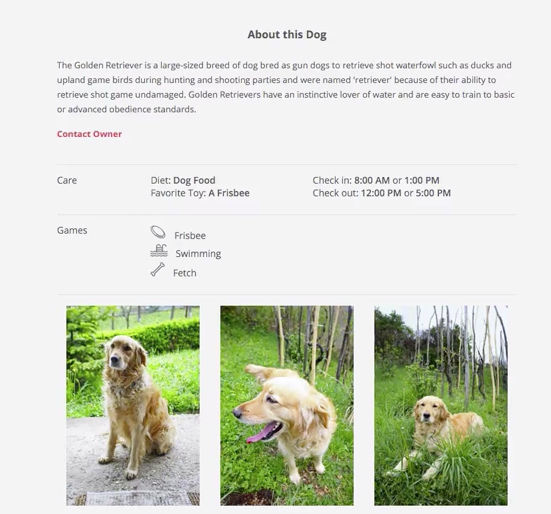 About this Dog
The Golden Retriever is a large-sized breed of dog bred as gun dogs to retrieve shot waterfowl such as ducks and
upland game birds during hunting and shooting parties and were named 'retriever' because of their ability to
retrieve shot game undamaged. Golden Retrievers have an instinctive lover of water and are easy to train to basic
or advanced obedience standards.
Contact Owner
Care
Diet: Dog Food
Favorite Toy: A Frisbee
Check in: 8:00 AM or 1:00 PM
Check out: 12:00 PM or 5:00 PM
Games
Frisbee
Swimming
Fetch